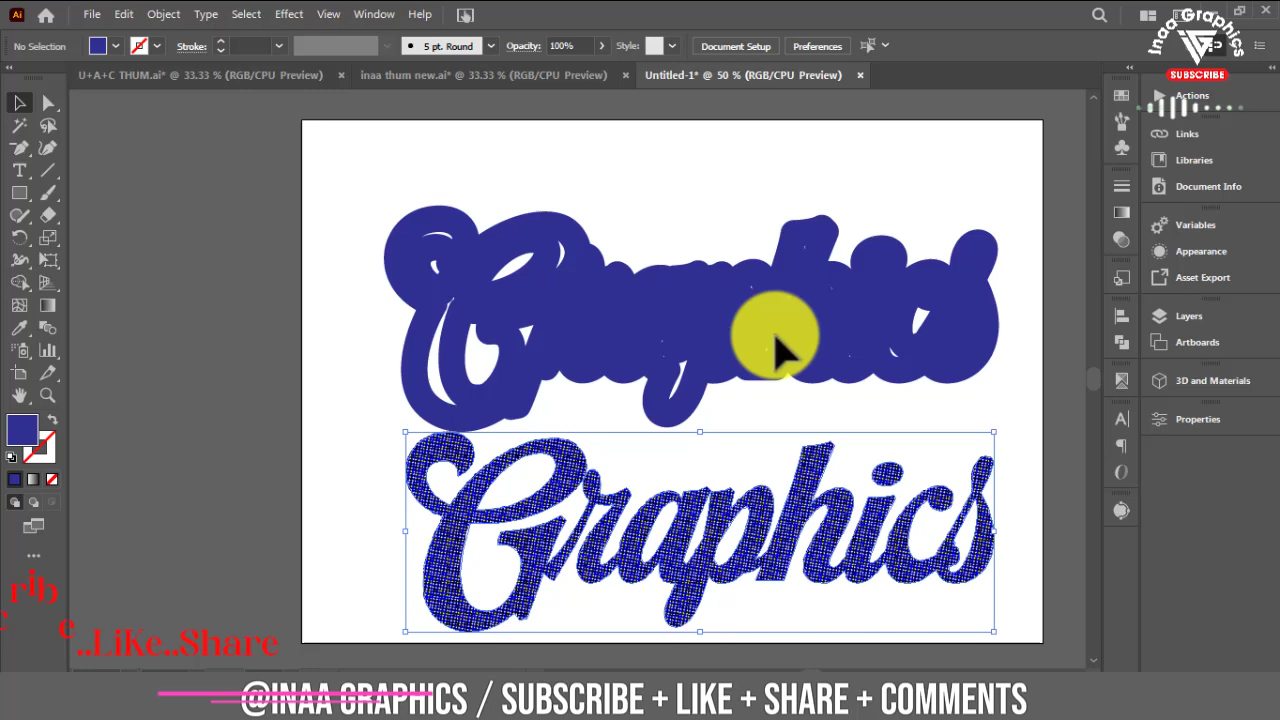 Ai File Edit Object Type Select Effect View Window Help
No Selection Stroke: 5 pt. Round Opacity: 100% Style: Document Setup Preferences
U+A+C THUM.ai* @ 33.33 % (RGB/CPU Preview) inaa thum new.ai* @ 33.33 % (RGB/CPU Preview) Untitled-1* @ 50 % (RGB/CPU Preview)
Inaa Graphics
SUBSCRIBE
Actions
Links
Libraries
Document Info
Variables
Appearance
Asset Export
Layers
Artboards
3D and Materials
Properties
Graphics
Graphics
..LiKe..Share
@INAA GRAPHICS / SUBSCRIBE + LIKE + SHARE + COMMENTS